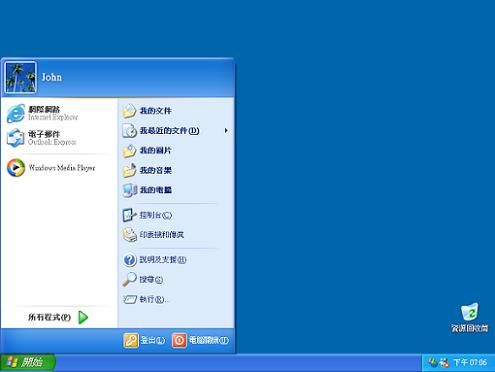 John
網際網路
Internet Explorer
電子郵件
Outlook Express
Windows Media Player
所有程式(P)
我的文件
我最近的文件(D)
我的圖片
我的音樂
我的電腦
控制台(C)
印表機和傳真
說明及支援(H)
搜尋(S)
執行(R)...
登出(L)
電腦關機(U)
資源回收筒
開始
下午 07:06